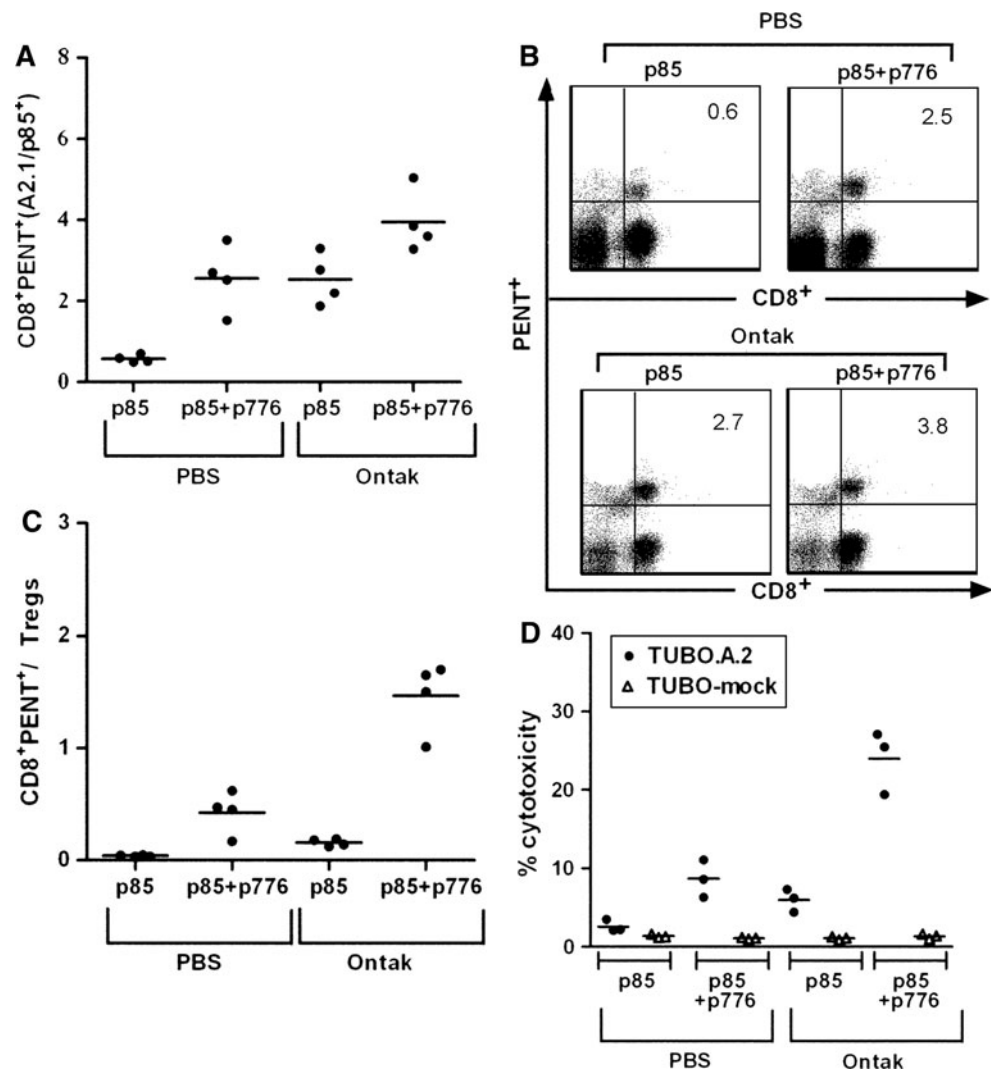 A
CD8+PENT+(A2.1/p85+)
8
6
4
2
0
p85
p85+p776
p85
p85+p776
PBS
Ontak
B
PBS
p85
p85+p776
0.6
2.5
PENT+
CD8+
Ontak
p85
p85+p776
2.7
3.8
CD8+
C
CD8+PENT+/ Tregs
3
2
1
0
p85
p85+p776
p85
p85+p776
PBS
Ontak
D
% cytotoxicity
40
30
20
10
0
TUBO.A.2
TUBO-mock
p85
p85
+p776
p85
p85
+p776
PBS
Ontak